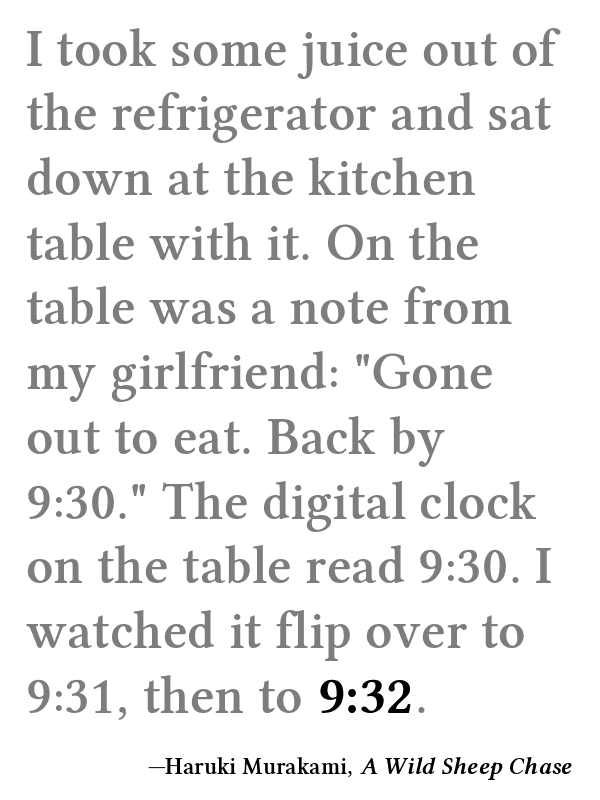 I took some juice out of
the refrigerator and sat
down at the kitchen
table with it. On the
table was a note from
my girlfriend: "Gone
out to eat. Back by
9:30." The digital clock
on the table read 9:30. I
watched it flip over to
9:31, then to 9:32.
—Haruki Murakami, A Wild Sheep Chase